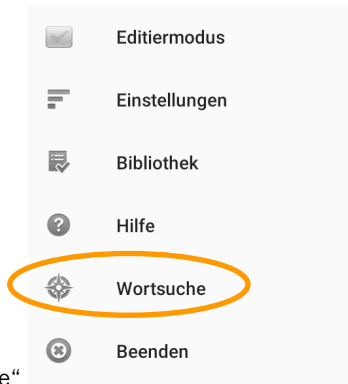 Editiermodus
Einstellungen
Bibliothek
Hilfe
Wortsuche
Beenden
e“